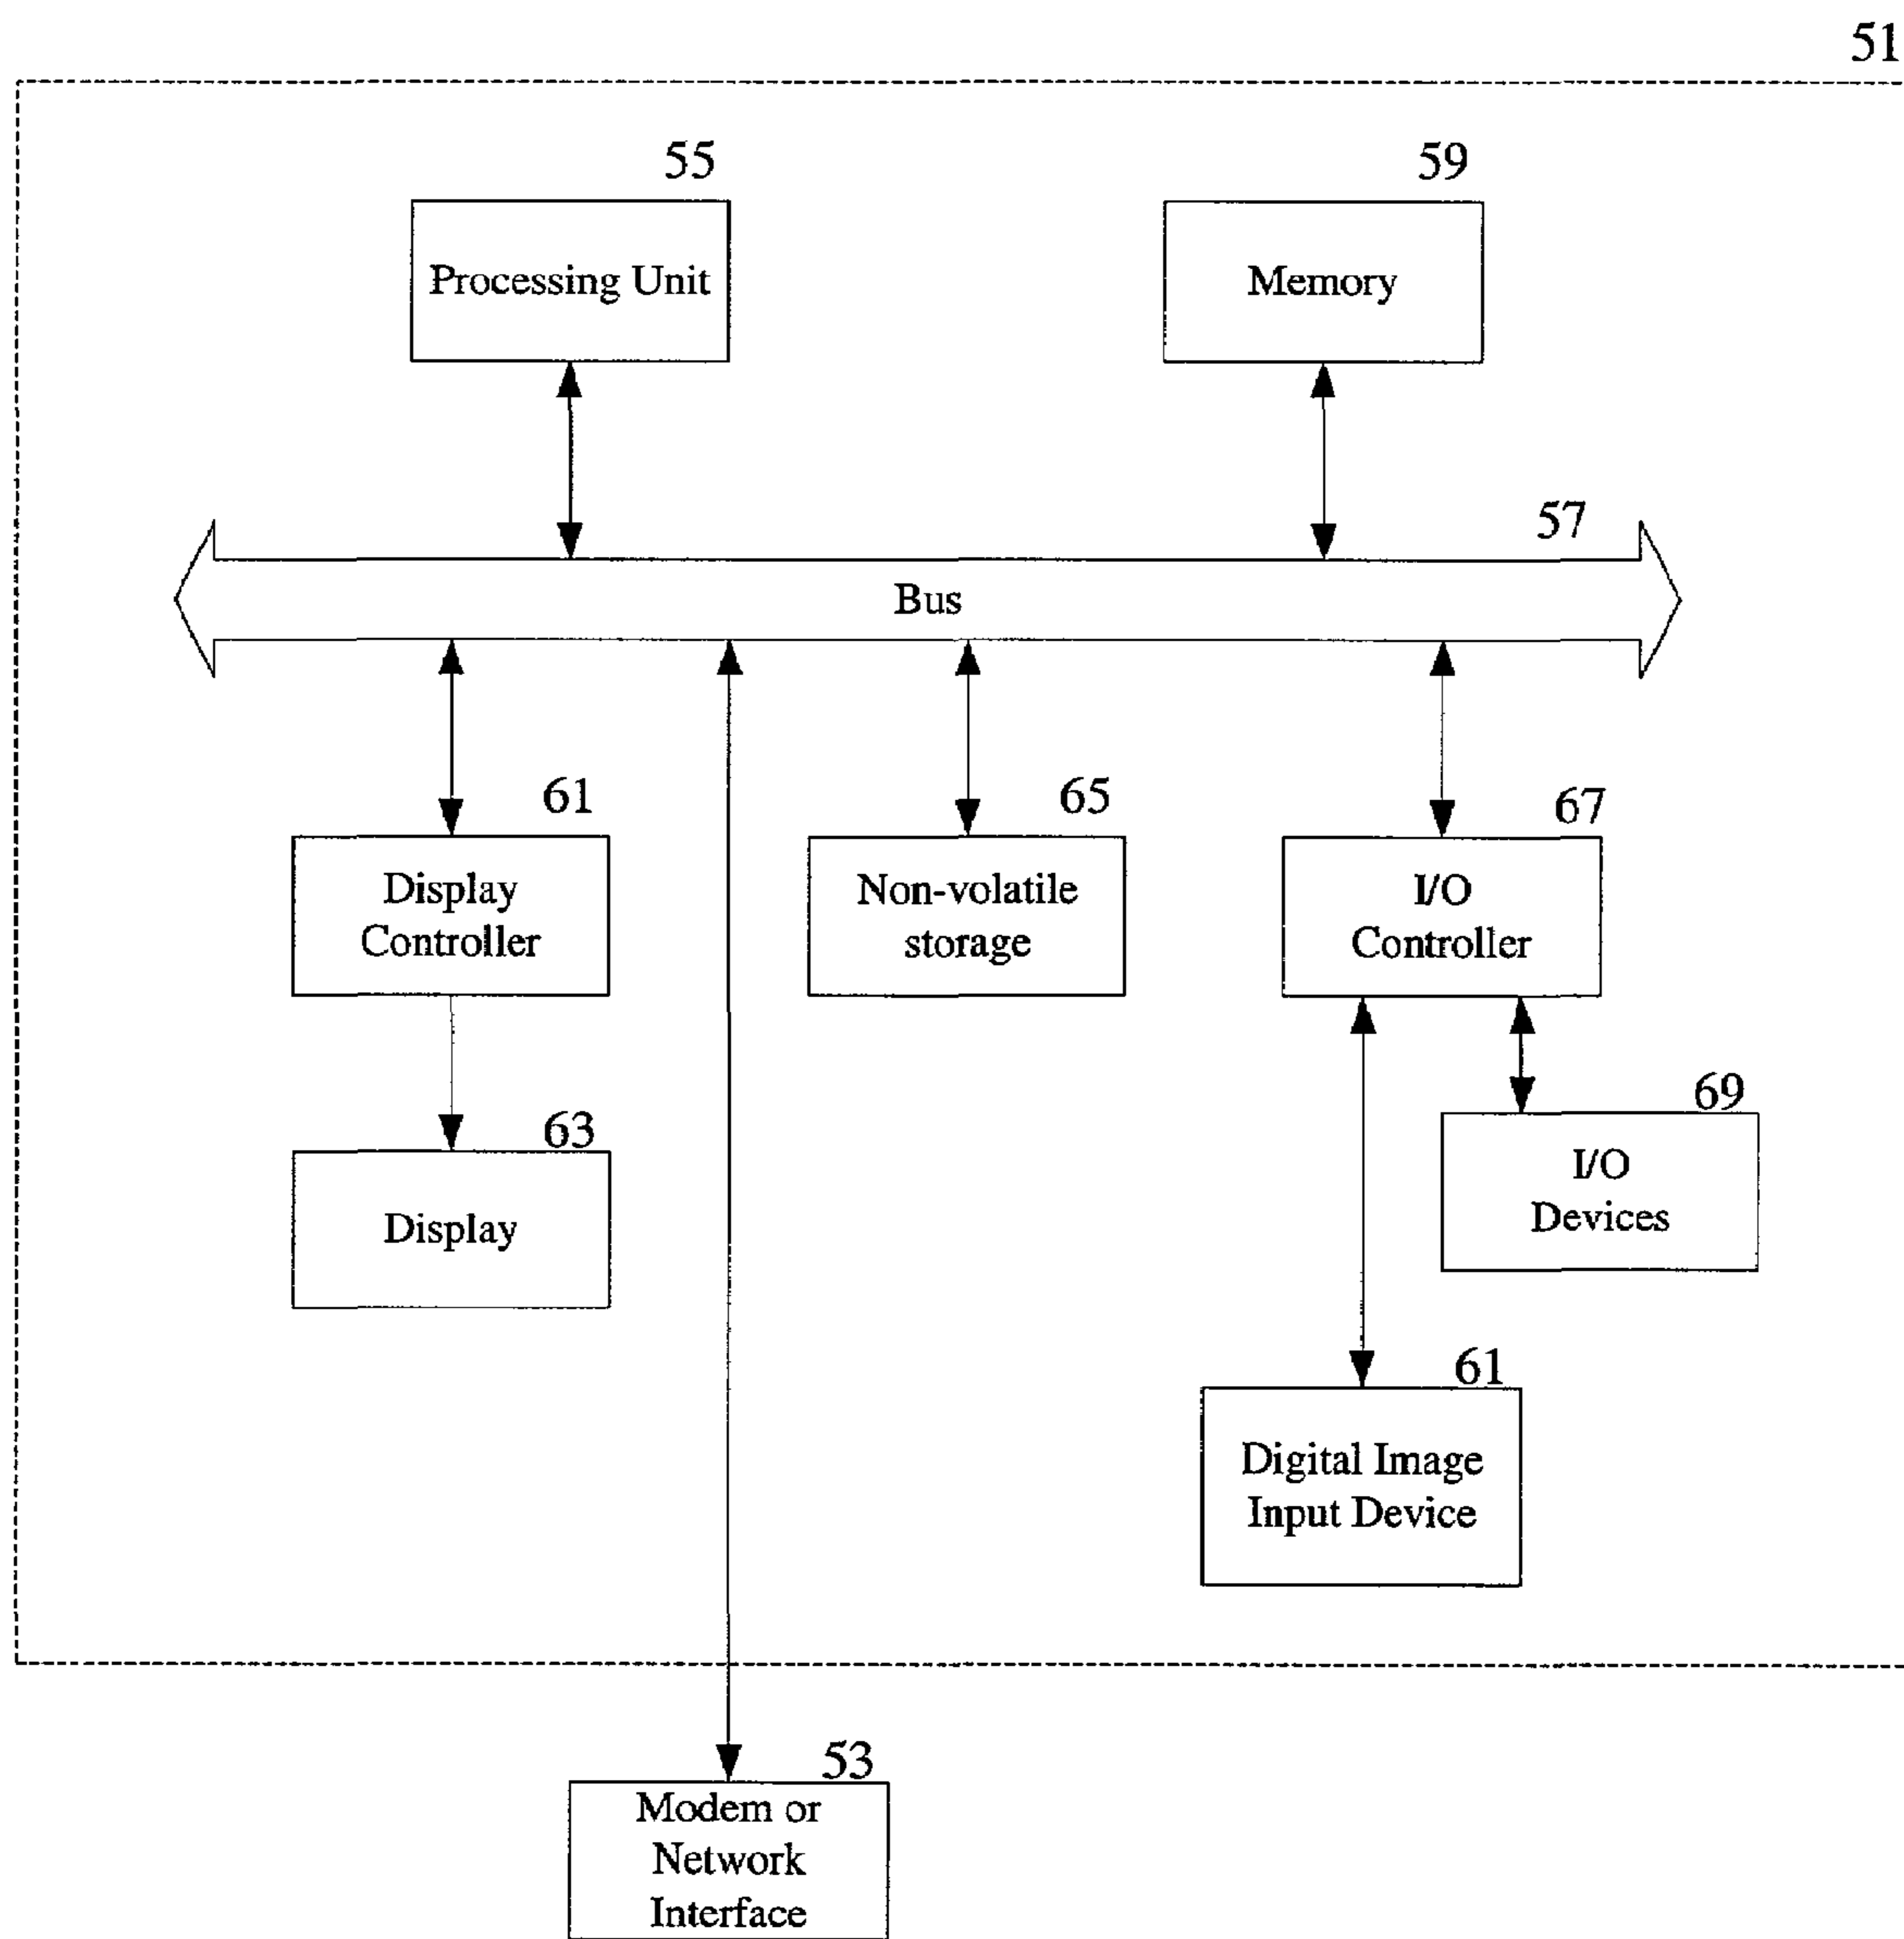 51
55
59
Processing Unit
Memory
57
Bus
61
65
67
Display
Controller
Non-volatile
storage
I/O
Controller
63
69
Display
I/O
Devices
61
Digital Image
Input Device
53
Modem or
Network
Interface